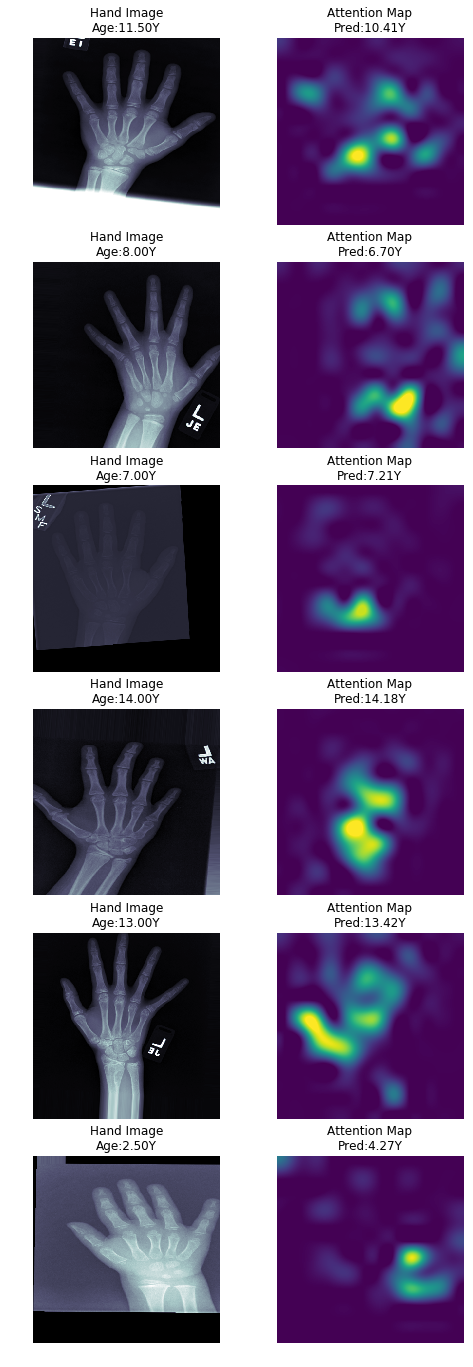 Hand Image
Age:11.50Y
Attention Map
Pred:10.41Y
Hand Image
Age:8.00Y
Attention Map
Pred:6.70Y
L
E
Hand Image
Age:7.00Y
Attention Map
Pred:7.21Y
L
S
M
F
Hand Image
Age:14.00Y
Attention Map
Pred:14.18Y
L
WA
Hand Image
Age:13.00Y
Attention Map
Pred:13.42Y
L
Hand Image
Age:2.50Y
Attention Map
Pred:4.27Y